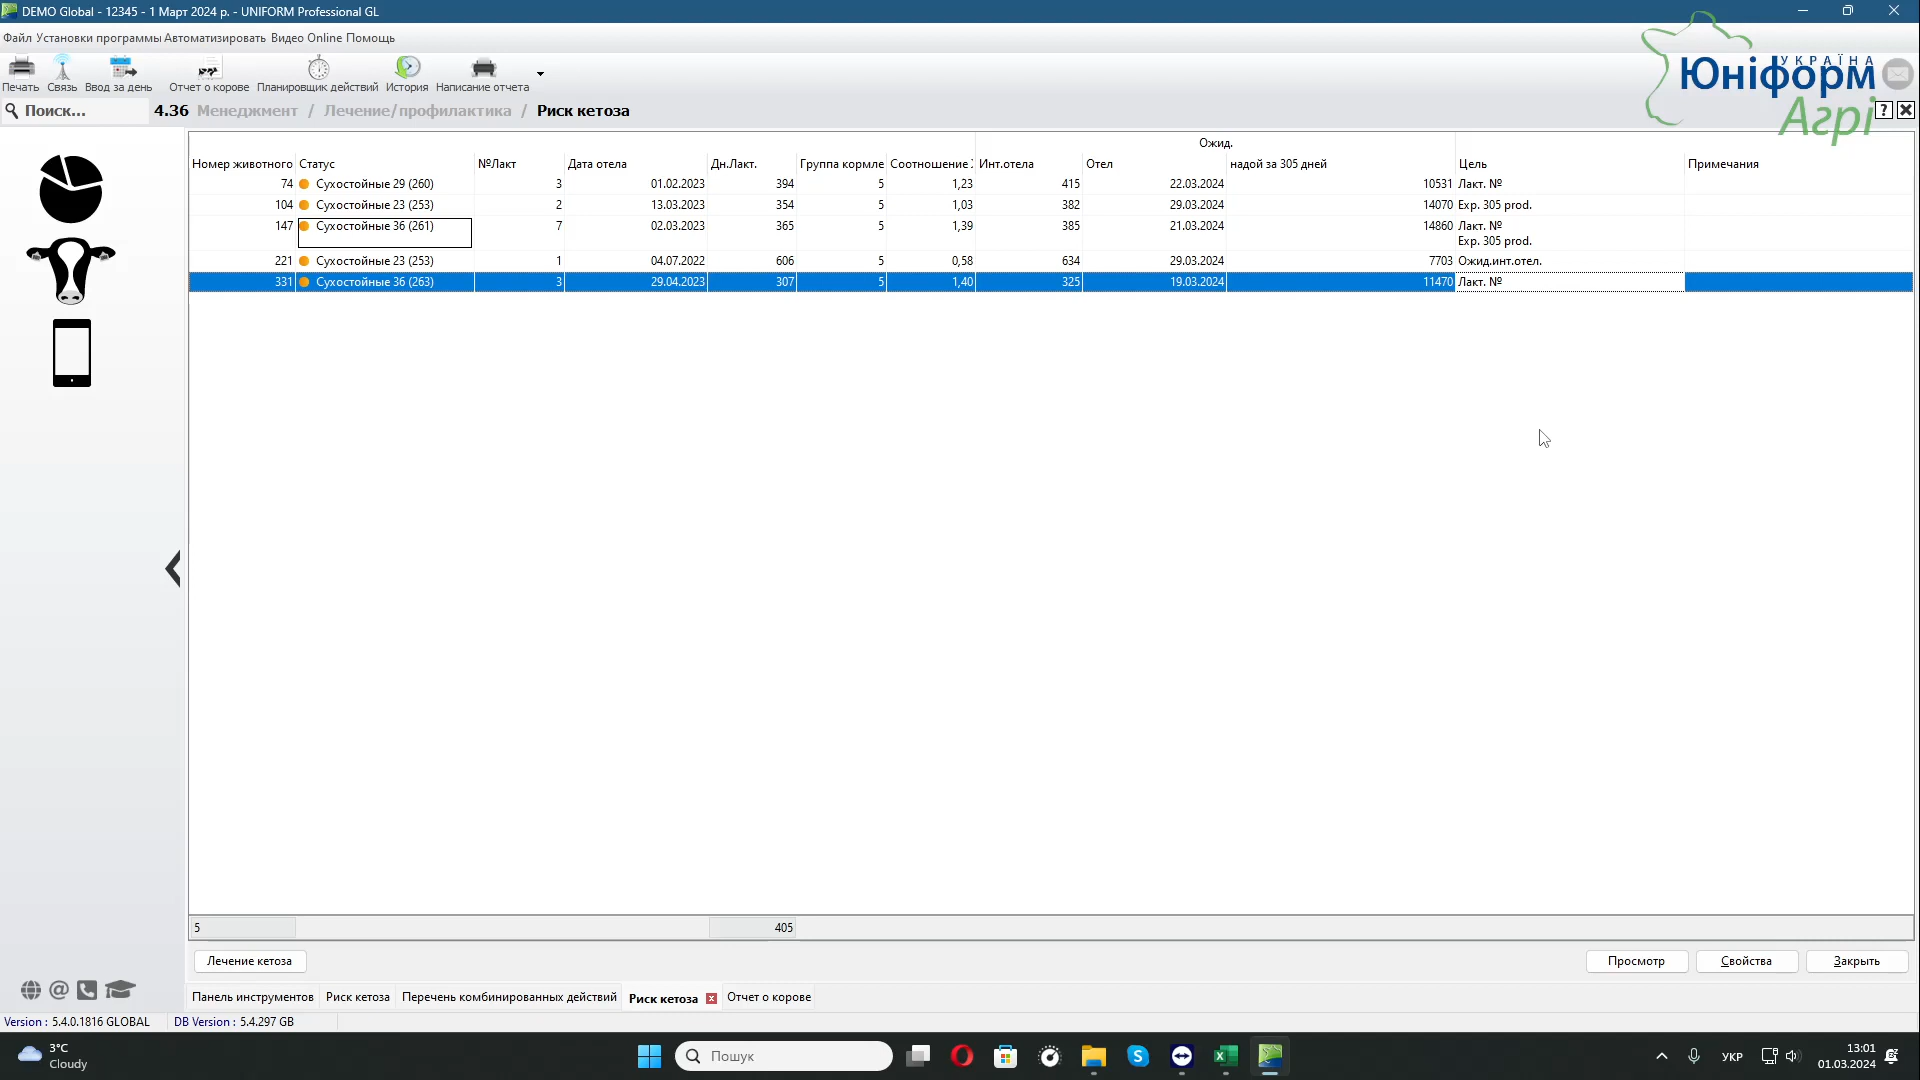 DEMO Global - 12345 - 1 Март 2024 р. - UNIFORM Professional GL
Файл Установки программы Автоматизировать Видео Online Помощь
Печать Связь Ввод за день Отчет о корове Планировщик действий История Написание отчета
УКРАЇНА
Юніформ
Агрі
Поиск... 4.36 Менеджмент / Лечение/профилактика / Риск кетоза
Ожид.
Номер животного Статус №Лакт Дата отела Дн.Лакт. Группа кормле Соотношение Инт.отела Отел надой за 305 дней Цель Примечания
74 Сухостойные 29 (260) 3 01.02.2023 394 5 1,23 415 22.03.2024 10531 Лакт. №
104 Сухостойные 23 (253) 2 13.03.2023 354 5 1,03 382 29.03.2024 14070 Exp. 305 prod.
147 Сухостойные 36 (261) 7 02.03.2023 365 5 1,39 385 21.03.2024 14860 Лакт. №
Exp. 305 prod.
221 Сухостойные 23 (253) 1 04.07.2022 606 5 0,58 634 29.03.2024 7703 Ожид.инт.отел.
331 Сухостойные 36 (263) 3 29.04.2023 307 5 1,40 325 19.03.2024 11470 Лакт. №
5 405
Лечение кетоза Просмотр Свойства Закрыть
Панель инструментов Риск кетоза Перечень комбинированных действий Риск кетоза Отчет о корове
Version : 5.4.0.1816 GLOBAL DB Version : 5.4.297 GB
3°C
Cloudy
Пошук
УКР
13:01
01.03.2024